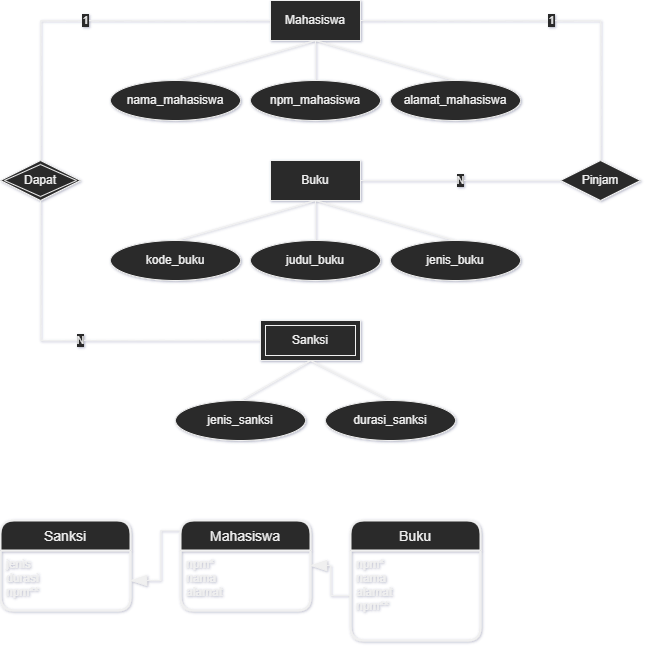 1
Mahasiswa
1
nama_mahasiswa
npm_mahasiswa
alamat_mahasiswa
Dapat
Buku
N
Pinjam
kode_buku
judul_buku
jenis_buku
N
Sanksi
jenis_sanksi
durasi_sanksi
Sanksi
jenis
durasi
npm**
Mahasiswa
npm*
nama
alamat
Buku
npm*
nama
alamat
npm**